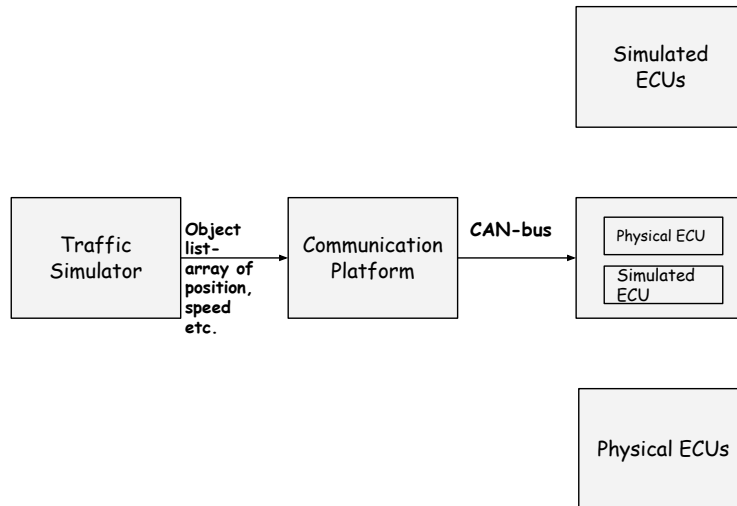 Simulated
ECUs
Traffic
Simulator
Object
list-
array of
position,
speed
etc.
Communication
Platform
CAN-bus
Physical ECU
Simulated
ECU
Physical ECUs